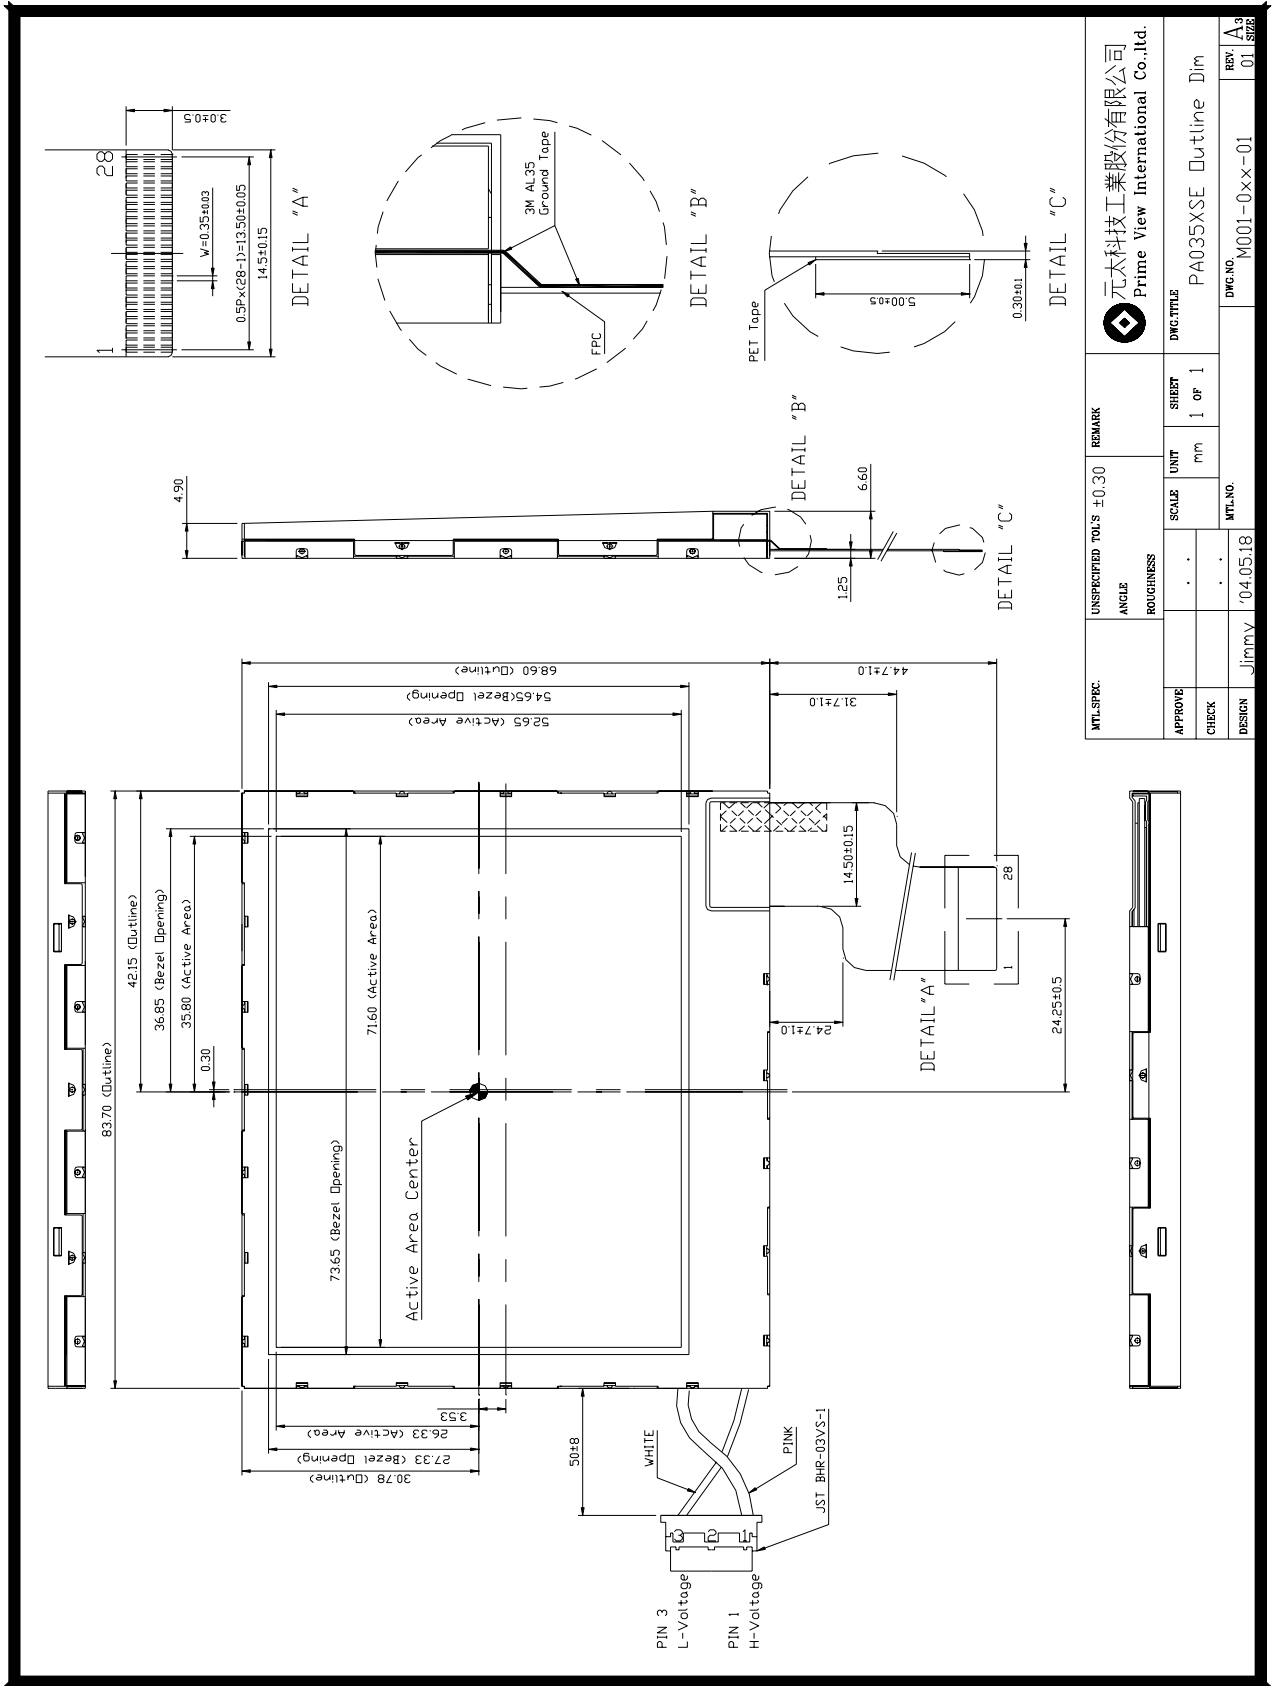 3.0±0.5
28
1
W=0.35±0.03
0.5Px(28-1)=13.50±0.05
14.5±0.15
DETAIL "A"
3M AL35
Ground Tape
FPC
DETAIL "B"
PET Tape
5.00±0.5
0.30±0.1
DETAIL "C"
4.90
DETAIL "B"
6.60
1.25
DETAIL "C"
83.70 (Outline)
42.15 (Outline)
36.85 (Bezel Opening)
35.80 (Active Area)
0.30
68.60 (Outline)
54.65(Bezel Opening)
52.65 (Active Area)
73.65 (Bezel Opening)
71.60 (Active Area)
Active Area Center
44.7±1.0
31.7±1.0
14.50±0.15
24.7±1.0
28
1
DETAIL"A"
24.25±0.5
3.53
26.33 (Active Area)
27.33 (Bezel Opening)
30.78 (Outline)
50±8
WHITE
PINK
JST BHR-03VS-1
3 2 1
PIN 3
L-Voltage
PIN 1
H-Voltage
MTL.SPEC.
UNSPECIFIED TOL'S ±0.30
ANGLE
ROUGHNESS
REMARK
元太科技工業股份有限公司
Prime View International Co.,ltd.
APPROVE
CHECK
DESIGN
Jimmy '04.05.18
SCALE
UNIT
mm
SHEET
1 OF 1
DWG.TITLE
PA035XSE Outline Dim
MTL.NO.
DWG.NO.
M001-0xx-01
REV.
01
A3
SIZE